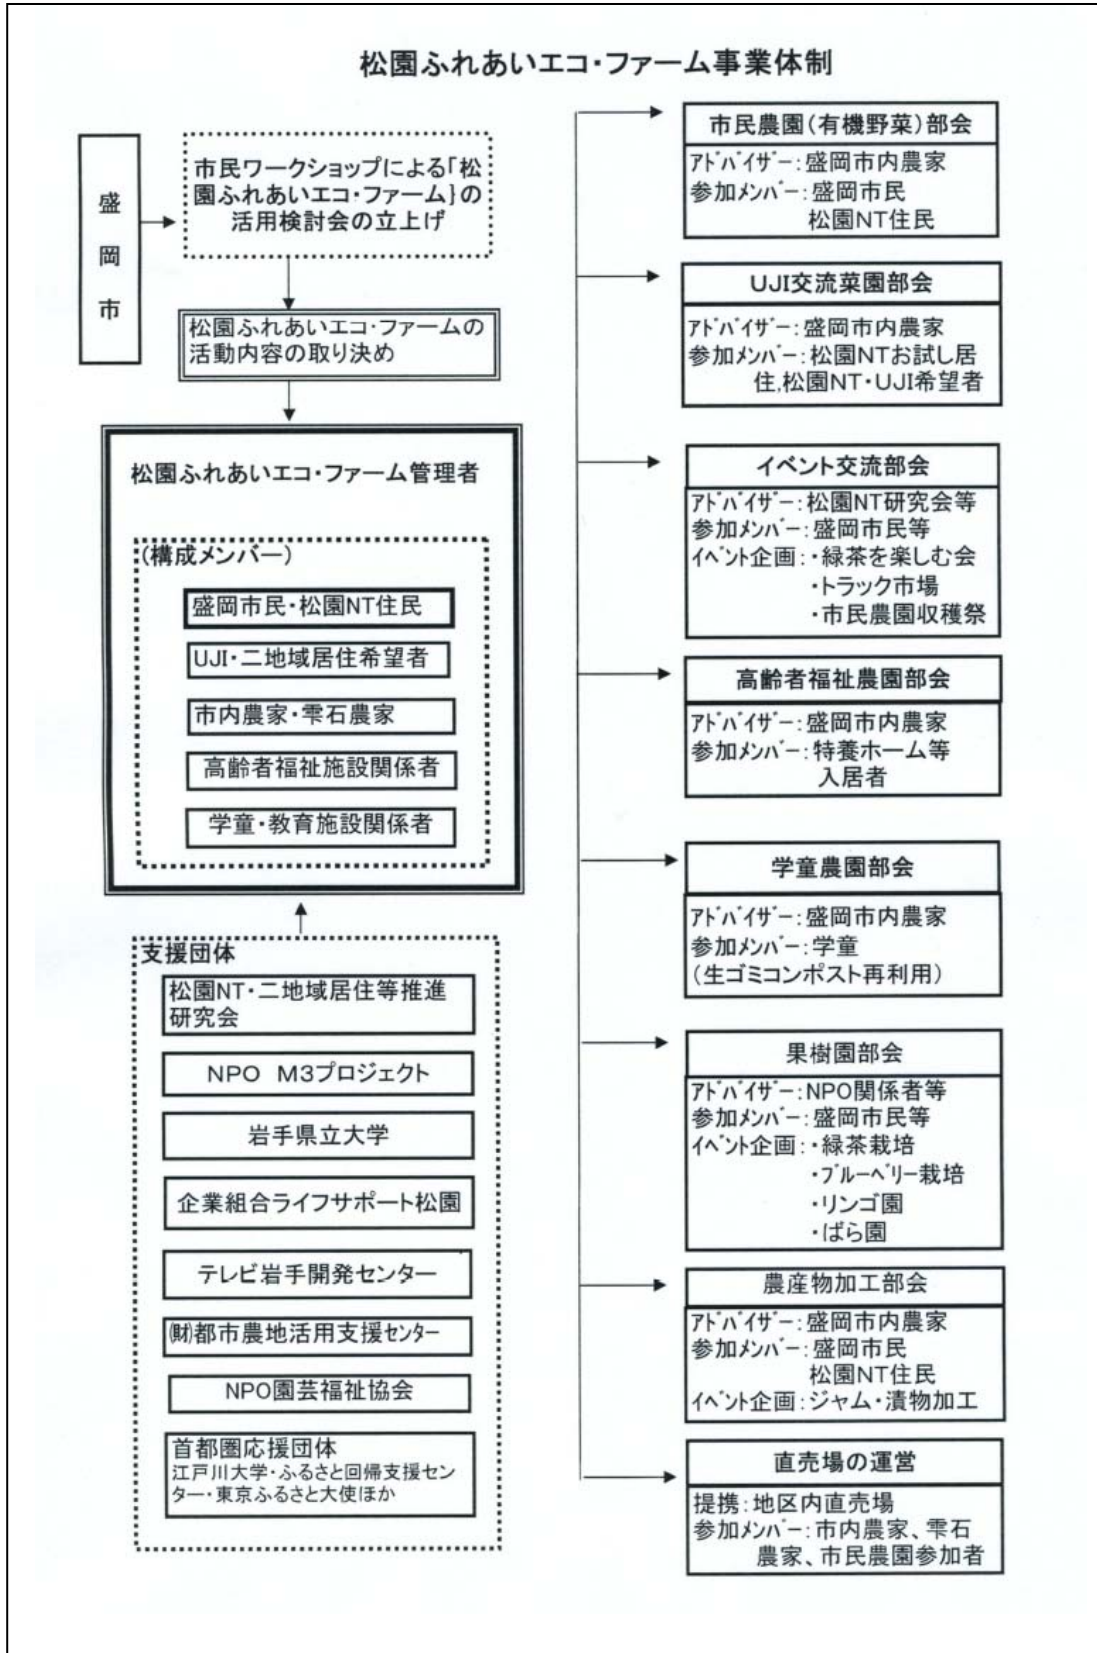 松園ふれあいエコ・ファーム事業体制
盛
岡
市
市民ワークショップによる「松
園ふれあいエコ・ファーム}の
活用検討会の立上げ
松園ふれあいエコ・ファームの
活動内容の取り決め
松園ふれあいエコ・ファーム管理者
(構成メンバー)
盛岡市民・松園NT住民
UJI・二地域居住希望者
市内農家・雫石農家
高齢者福祉施設関係者
学童・教育施設関係者
支援団体
松園NT・二地域居住等推進
研究会
NPO M3プロジェクト
岩手県立大学
企業組合ライフサポート松園
テレビ岩手開発センター
㈶都市農地活用支援ｾﾝﾀｰ
NPO園芸福祉協会
首都圏応援団体
江戸川大学・ふるさと回帰支援セン
ター・東京ふるさと大使ほか
市民農園(有機野菜)部会
ｱﾄﾞﾊﾞｲｻﾞｰ:盛岡市内農家
参加ﾒﾝﾊﾞｰ:盛岡市民
松園NT住民
UJI交流菜園部会
ｱﾄﾞﾊﾞｲｻﾞｰ:盛岡市内農家
参加ﾒﾝﾊﾞｰ:松園NTお試し居
住,松園NT・UJI希望者
イベント交流部会
ｱﾄﾞﾊﾞｲｻﾞｰ:松園NT研究会等
参加ﾒﾝﾊﾞｰ:盛岡市民等
ｲﾍﾞﾝﾄ企画:・緑茶を楽しむ会
・トラック市場
・市民農園収穫祭
高齢者福祉農園部会
ｱﾄﾞﾊﾞｲｻﾞｰ:盛岡市内農家
参加ﾒﾝﾊﾞｰ:特養ホーム等
入居者
学童農園部会
ｱﾄﾞﾊﾞｲｻﾞｰ:盛岡市内農家
参加ﾒﾝﾊﾞｰ:学童
(生ゴミコンポスト再利用)
果樹園部会
ｱﾄﾞﾊﾞｲｻﾞｰ:NPO関係者等
参加ﾒﾝﾊﾞｰ:盛岡市民等
ｲﾍﾞﾝﾄ企画:・緑茶栽培
・ﾌﾞﾙｰﾍﾞﾘｰ栽培
・リンゴ園
・ばら園
農産物加工部会
ｱﾄﾞﾊﾞｲｻﾞｰ:盛岡市内農家
参加ﾒﾝﾊﾞｰ:盛岡市民
松園NT住民
ｲﾍﾞﾝﾄ企画:ジャム・漬物加工
直売場の運営
提携:地区内直売場
参加ﾒﾝﾊﾞｰ:市内農家、雫石
農家、市民農園参加者